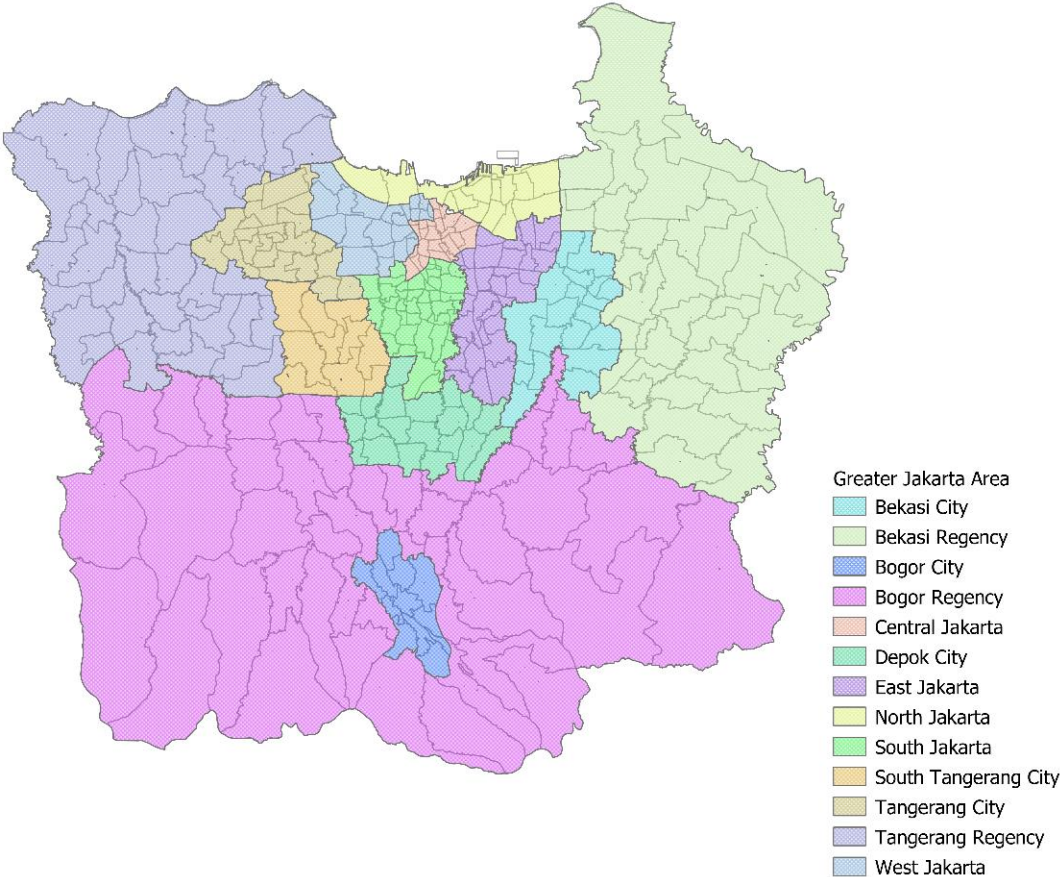 Greater Jakarta Area
Bekasi City
Bekasi Regency
Bogor City
Bogor Regency
Central Jakarta
Depok City
East Jakarta
North Jakarta
South Jakarta
South Tangerang City
Tangerang City
Tangerang Regency
West Jakarta